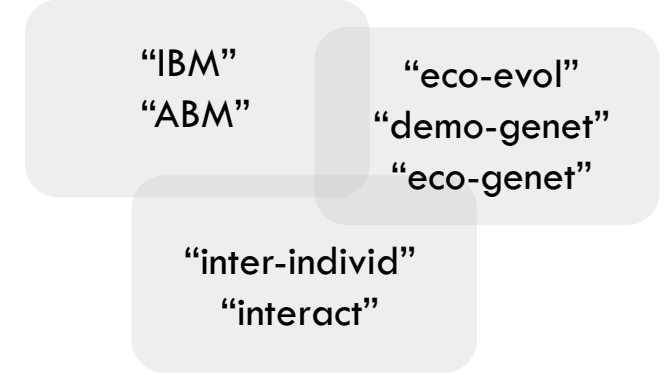 “IBM”
“ABM”
“eco-evol”
“demo-genet”
“eco-genet”
“inter-individ”
“interact”